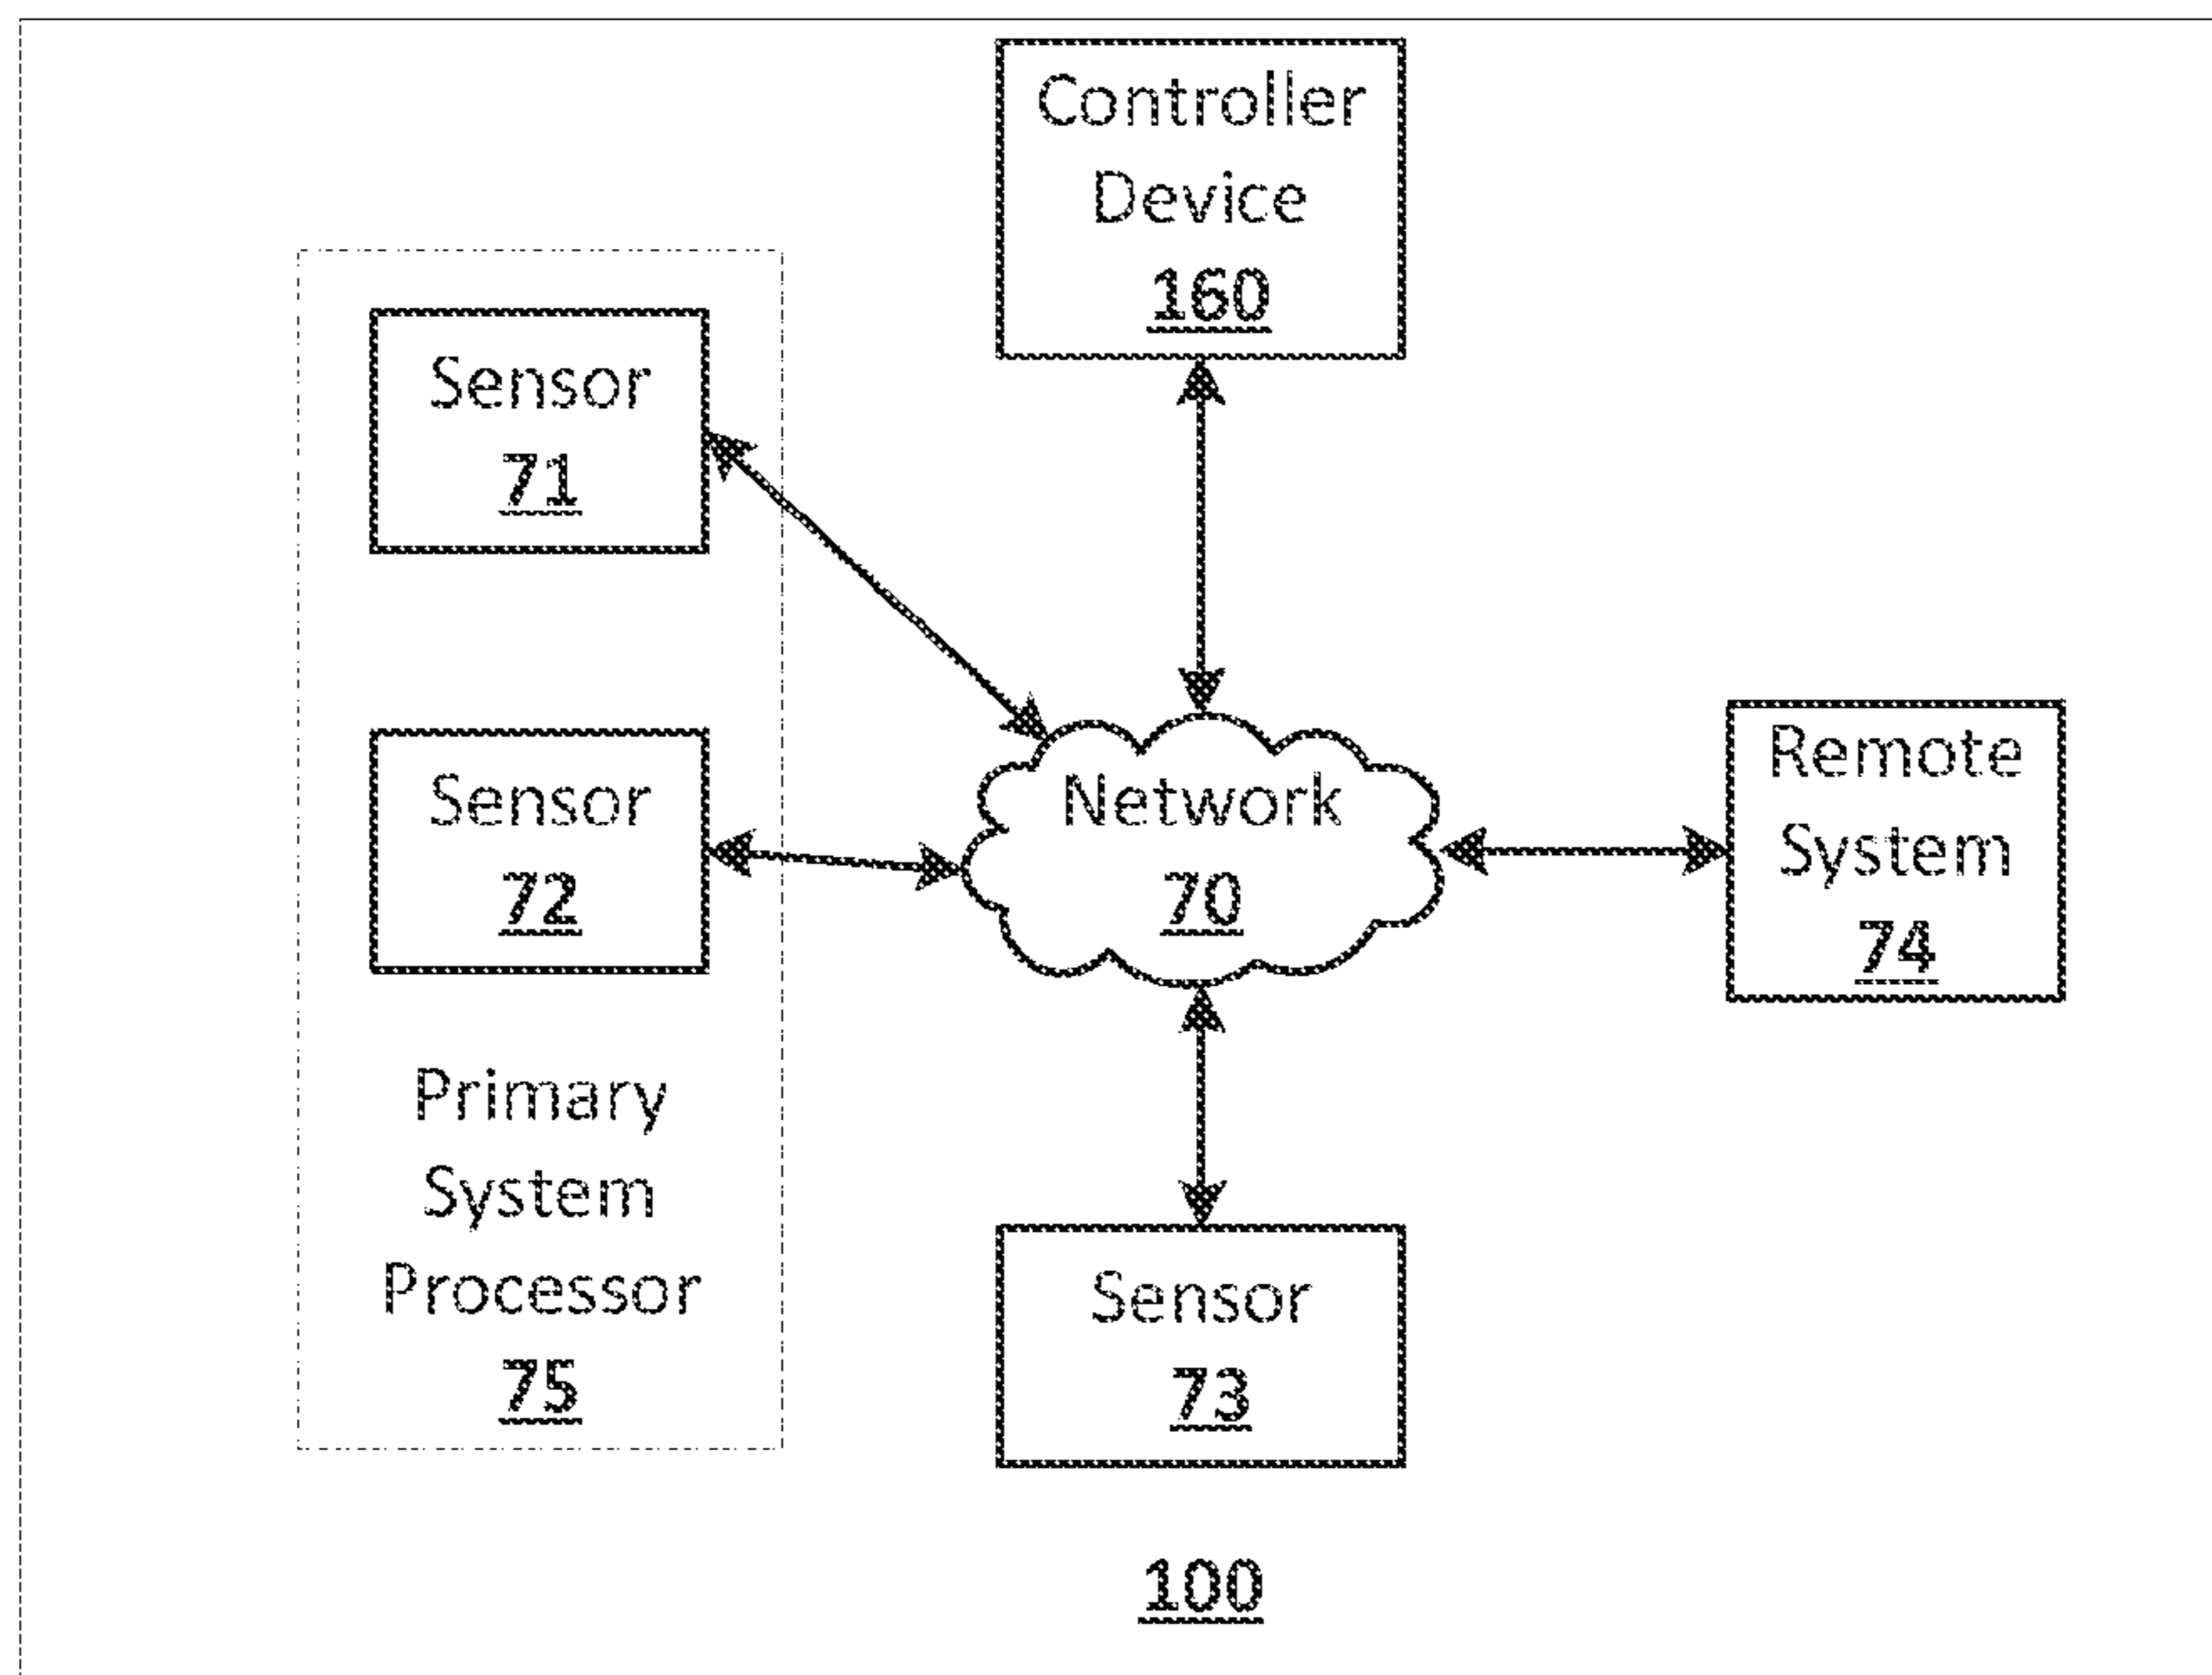 Controller
Device
160
Sensor
71
Sensor
72
Primary
System
Processor
75
Network
70
Remote
System
74
Sensor
73
100